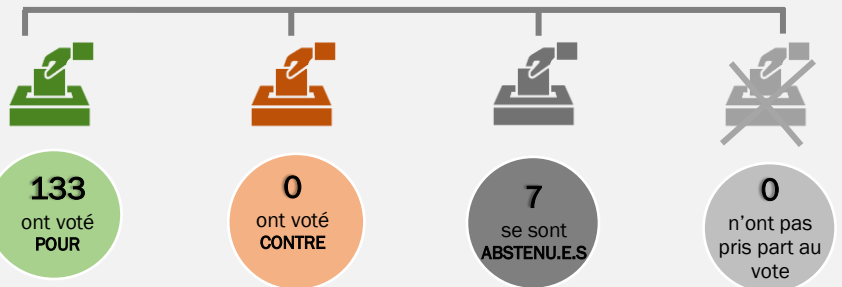 133
ont voté
POUR
0
ont voté
CONTRE
7
se sont
ABSTENU.E.S
0
n'ont pas
pris part au
vote